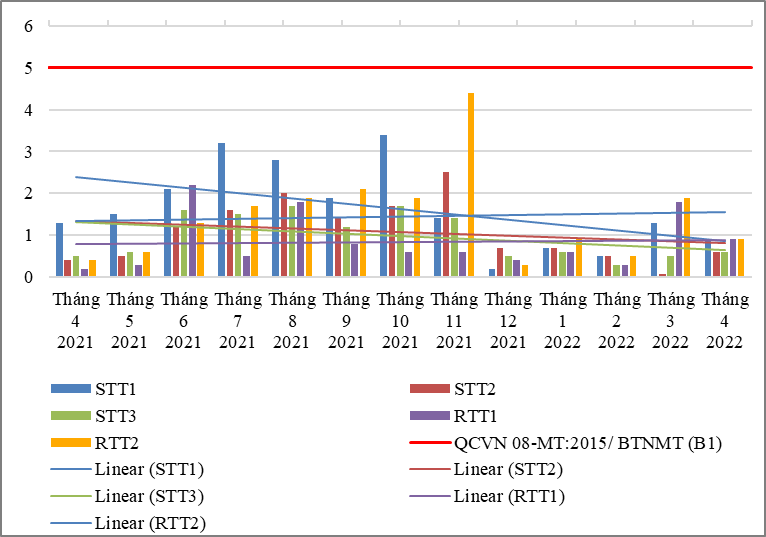 6
5
4
3
2
1
0
Tháng Tháng Tháng Tháng Tháng Tháng Tháng Tháng Tháng Tháng Tháng Tháng Tháng
4 5 6 7 8 9 10 11 12 1 2 3 4
2021 2021 2021 2021 2021 2021 2021 2021 2021 2022 2022 2022 2022
STT1 STT2
STT3 RTT1
RTT2 QCVN 08-MT:2015/ BTNMT (B1)
Linear (STT1) Linear (STT2)
Linear (STT3) Linear (RTT1)
Linear (RTT2)